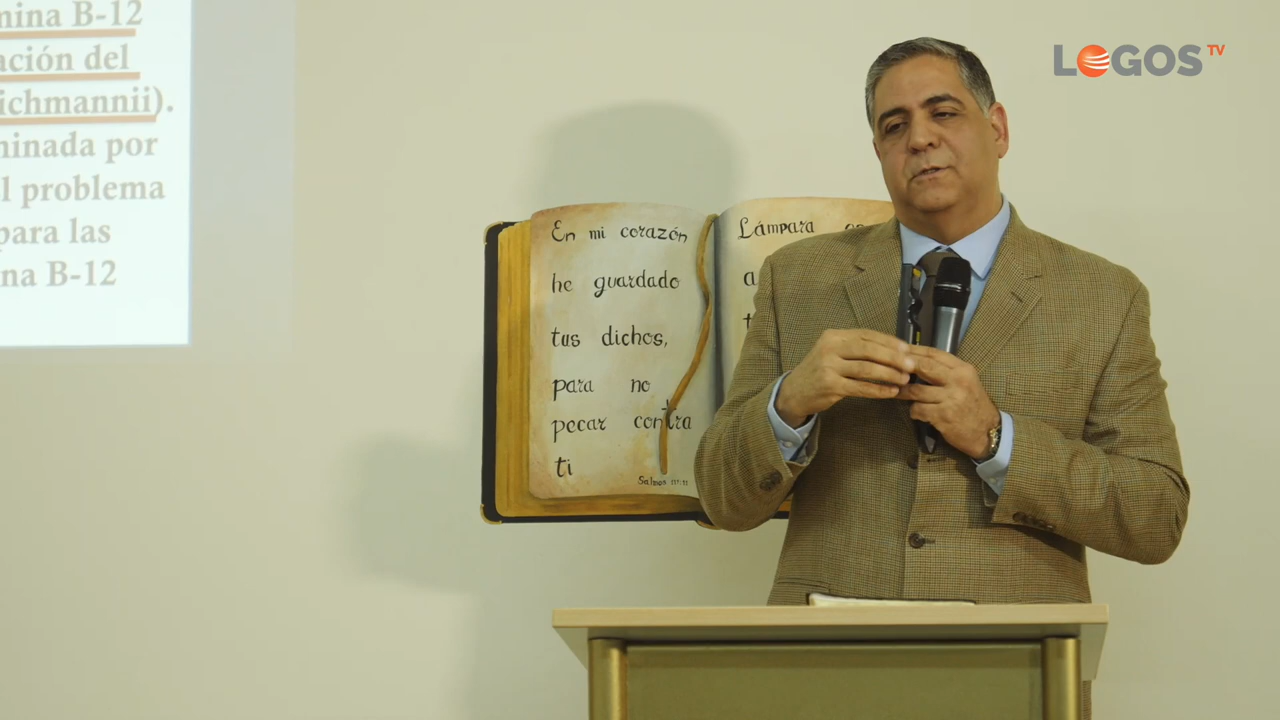 mina B-12
ación del
ichmannii).
minada por
l problema
para las
na B-12
En mi corazón
he guardado
tus dichos,
para no
pecar contra
ti
Lámpara
a
t
LOGOS TV